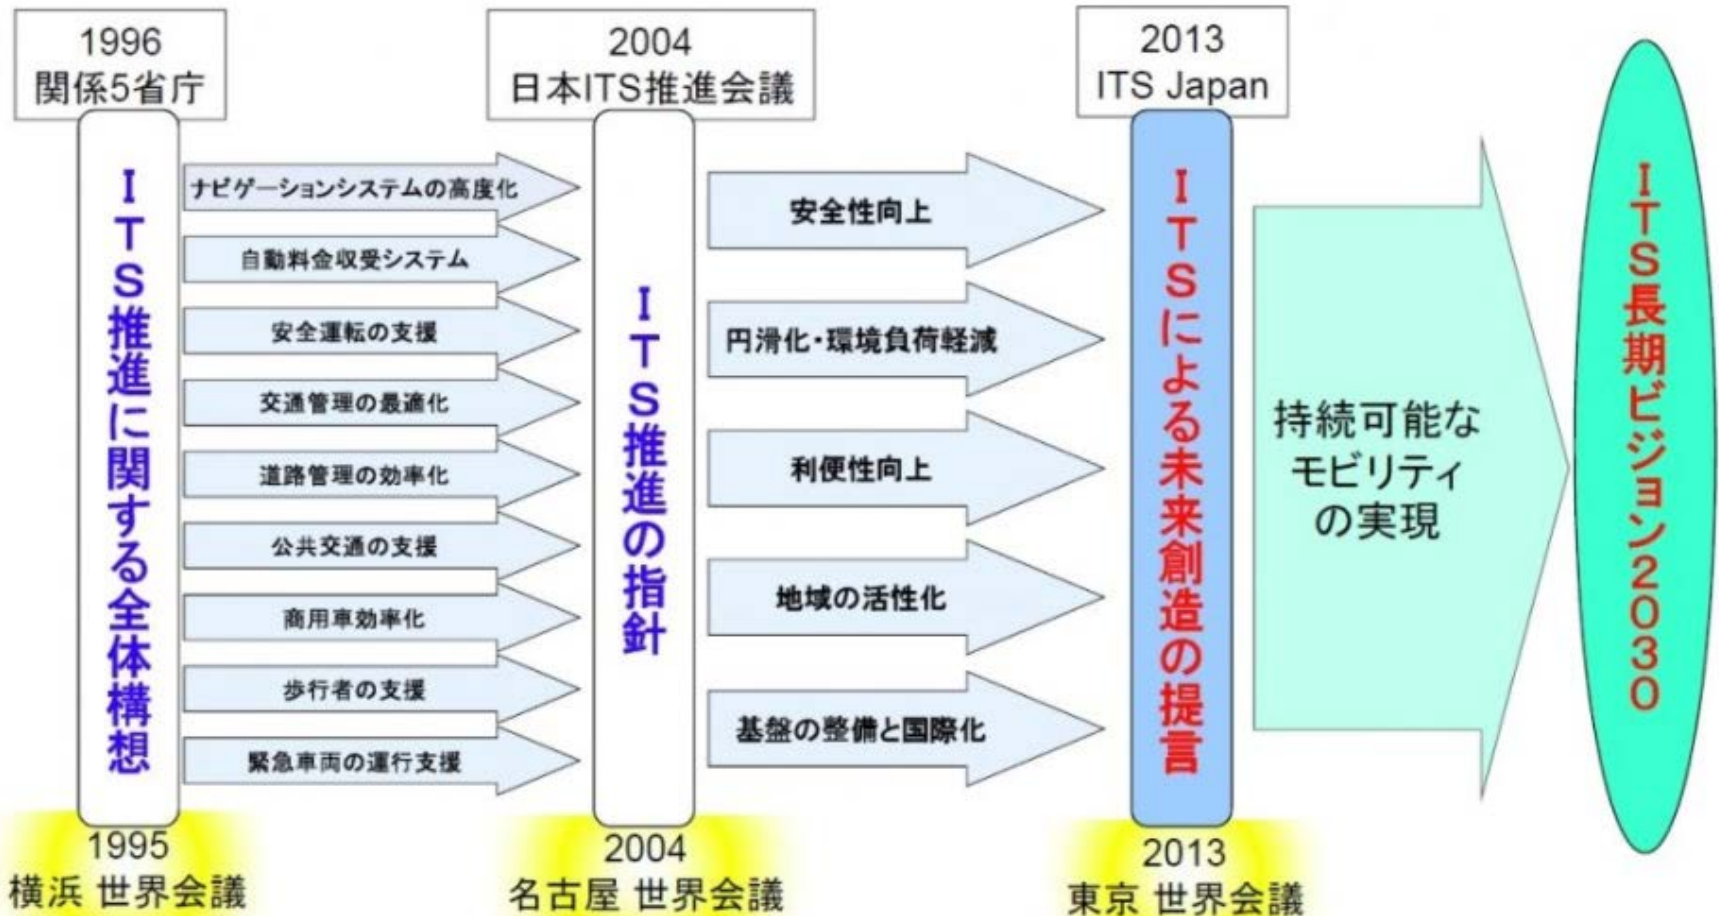 1996
関係5省庁
ITS推進に関する全体構想
1995
横浜 世界会議
ナビゲーションシステムの高度化
自動料金収受システム
安全運転の支援
交通管理の最適化
道路管理の効率化
公共交通の支援
商用車効率化
歩行者の支援
緊急車両の運行支援
2004
日本ITS推進会議
ITS推進の指針
2004
名古屋 世界会議
安全性向上
円滑化・環境負荷軽減
利便性向上
地域の活性化
基盤の整備と国際化
2013
ITS Japan
ITSによる未来創造の提言
2013
東京 世界会議
持続可能な
モビリティ
の実現
ITS長期ビジョン2030